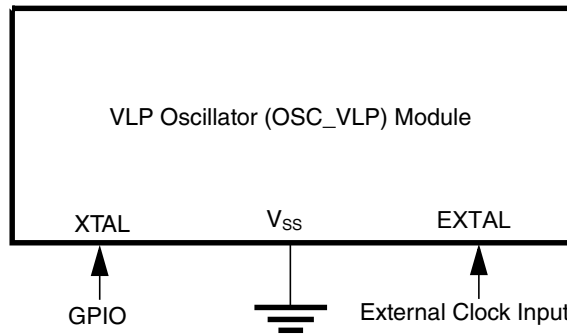 VLP Oscillator (OSC_VLP) Module
XTAL VSS EXTAL
GPIO External Clock Input